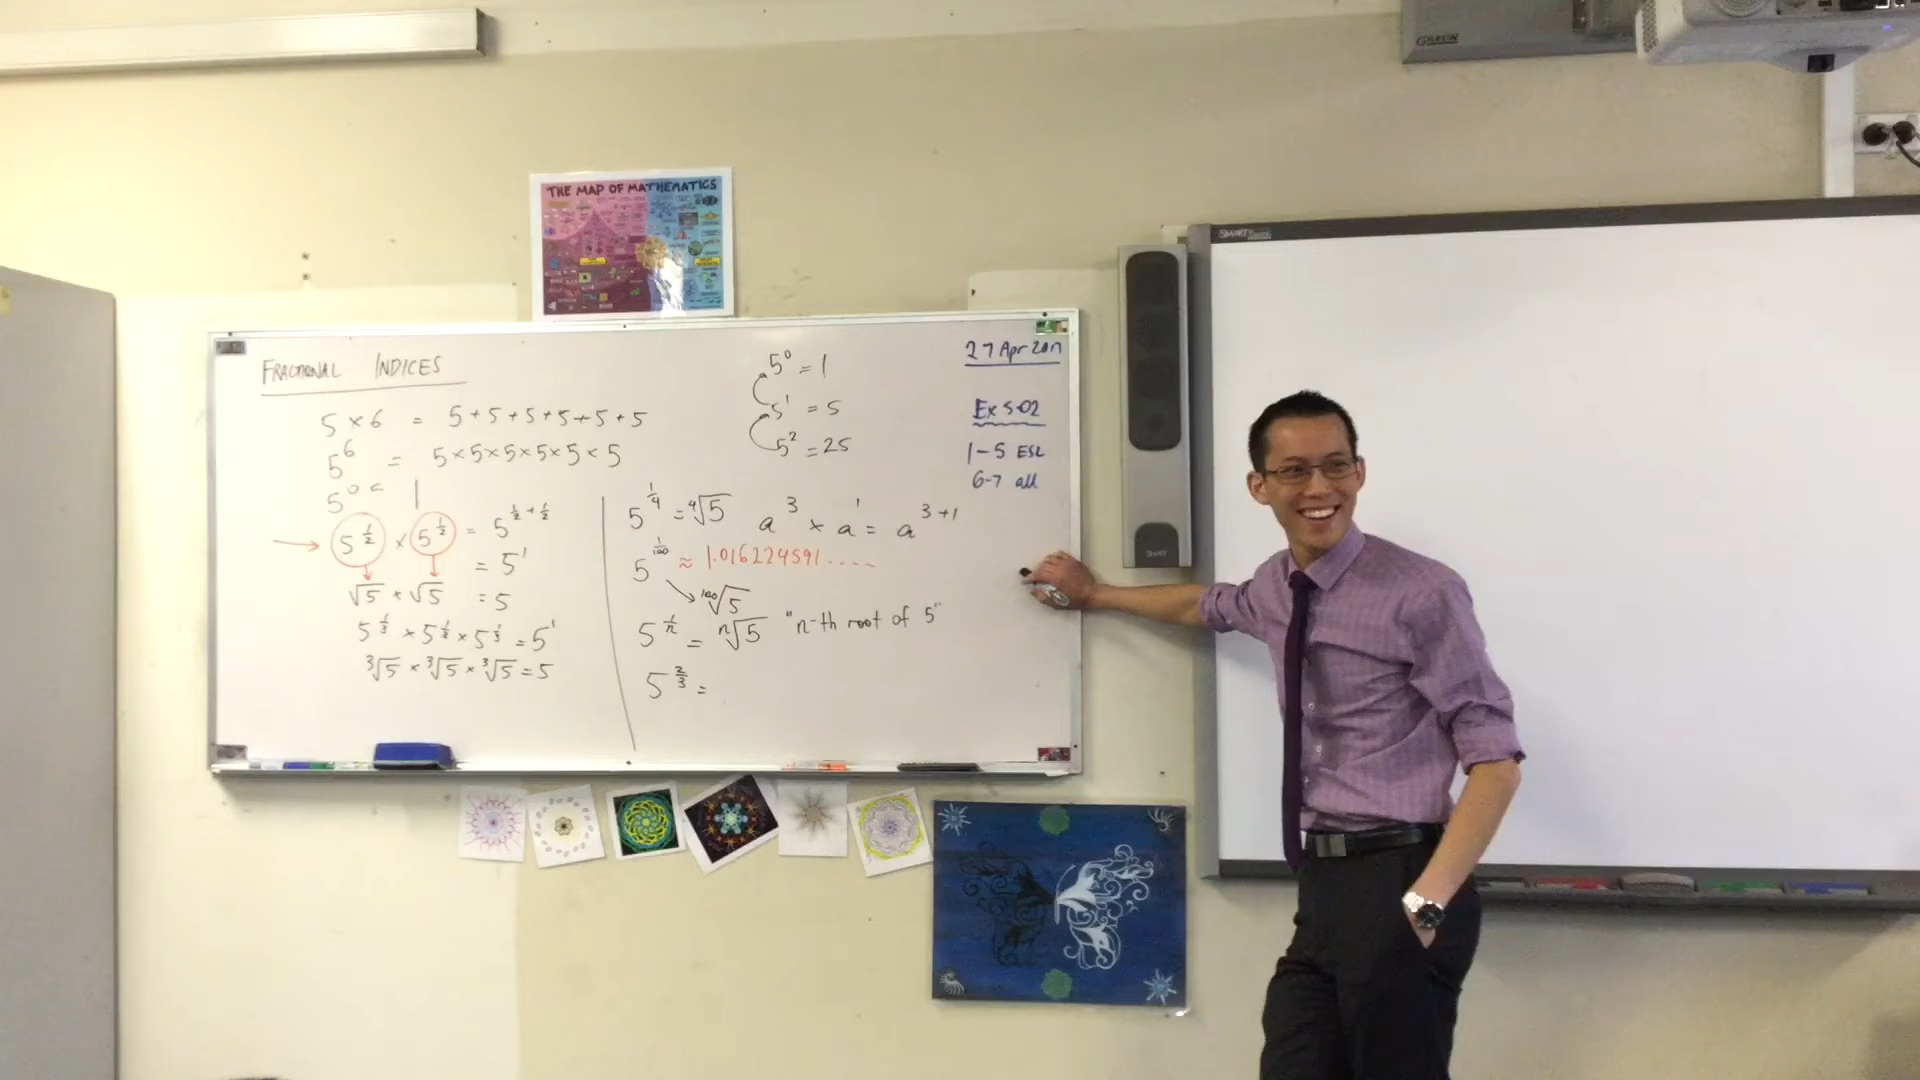 GILKON
THE MAP OF MATHEMATICS
SMART
FRACTIONAL INDICES
5 × 6 = 5 + 5 + 5 + 5 + 5 + 5
5⁶ = 5 × 5 × 5 × 5 × 5 × 5
5⁰ = 1
5^½ × 5^½ = 5^(½ + ½)
= 5¹
√5 × √5 = 5
5^⅓ × 5^⅓ × 5^⅓ = 5¹
∛5 × ∛5 × ∛5 = 5
5⁰ = 1
5¹ = 5
5² = 25
5^¼ = ∜5
a³ × a¹ = a^(3+1)
5^(1/100) ≈ 1.016224591.....
¹⁰⁰√5
5^(1/n) = ⁿ√5 "n-th root of 5"
5^⅔ =
27 Apr 2017
Ex 5.02
1-5 ESL
6-7 all
SMART